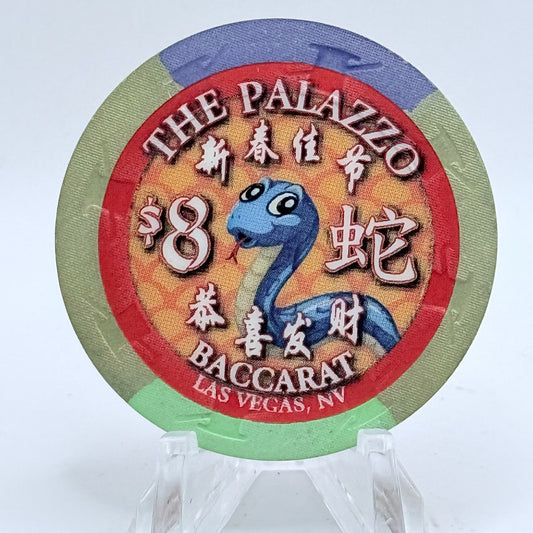 THE PALAZZO
新春佳节
$8 蛇
恭喜发财
BACCARAT
LAS VEGAS, NV